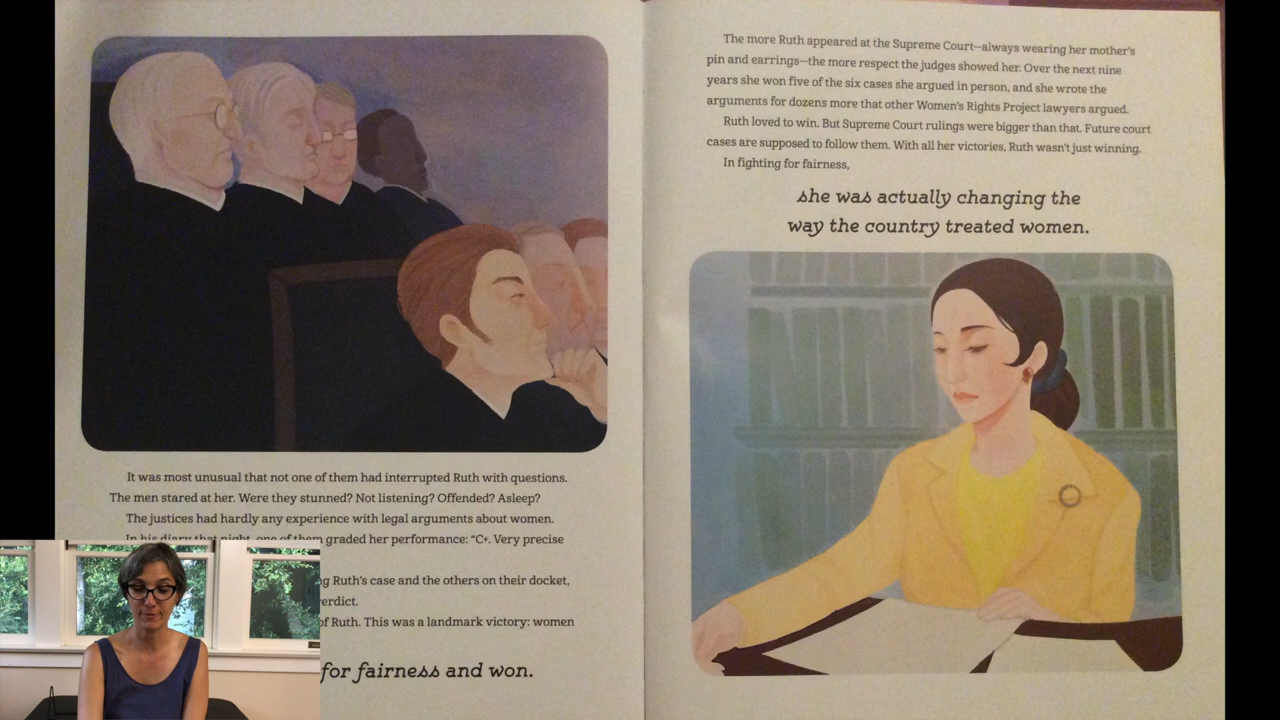 It was most unusual that not one of them had interrupted Ruth with questions.
The men stared at her. Were they stunned? Not listening? Offended? Asleep?
The justices had hardly any experience with legal arguments about women.
In his diary that night, one of them graded her performance: “C+. Very precise
Ruth's case and the others on their docket,
of Ruth. This was a landmark victory: women
for fairness and won.
The more Ruth appeared at the Supreme Court—always wearing her mother's
pin and earrings—the more respect the judges showed her. Over the next nine
years she won five of the six cases she argued in person, and she wrote the
arguments for dozens more that other Women's Rights Project lawyers argued.
Ruth loved to win. But Supreme Court rulings were bigger than that. Future court
cases are supposed to follow them. With all her victories, Ruth wasn't just winning.
In fighting for fairness,
she was actually changing the
way the country treated women.